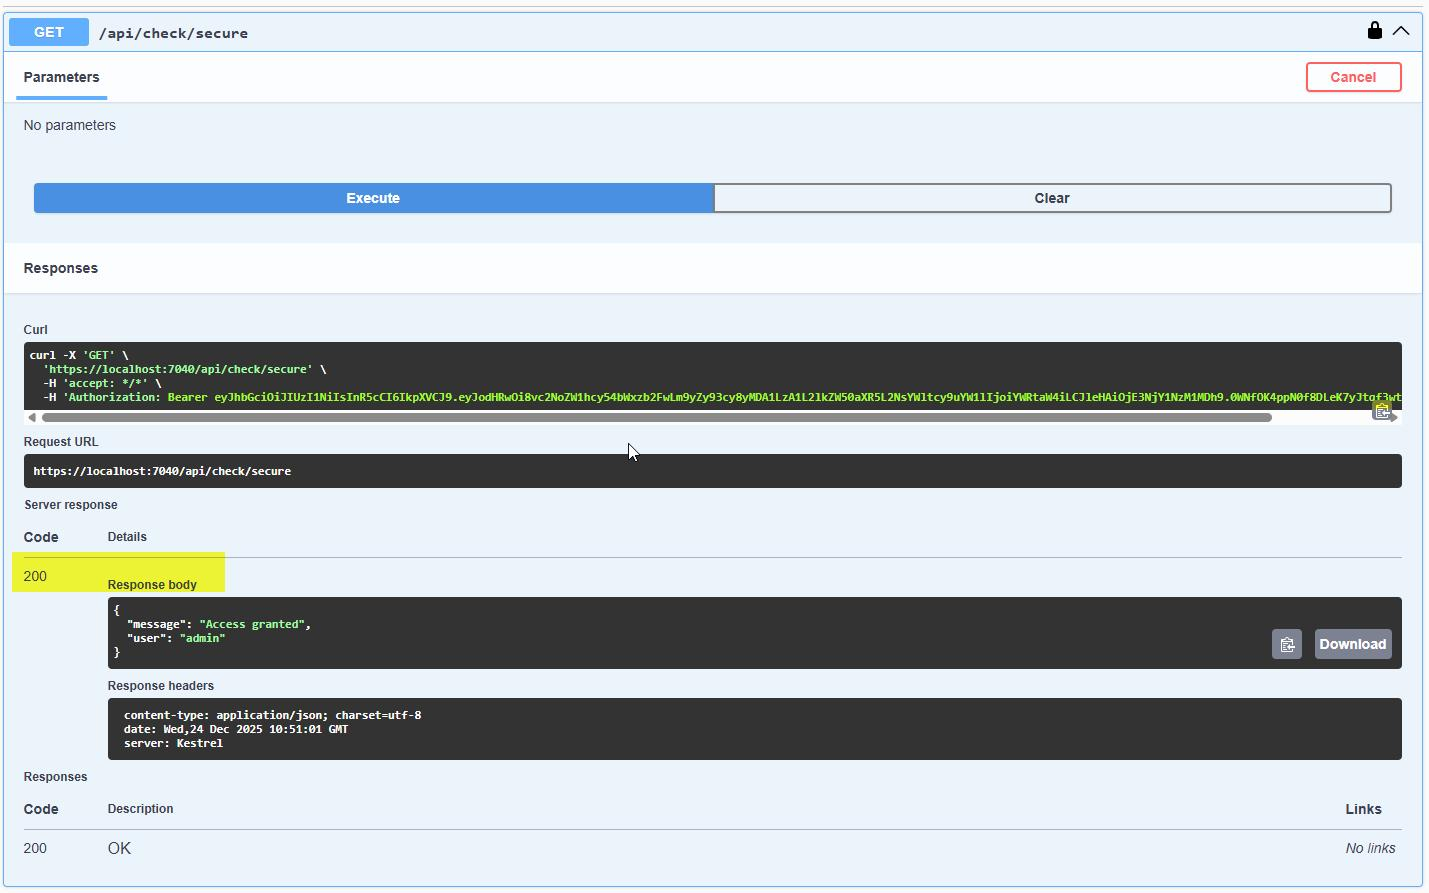 GET /api/check/secure
Parameters
Cancel
No parameters
Execute
Clear
Responses
Curl
curl -X 'GET' \
'https://localhost:7040/api/check/secure' \
-H 'accept: */*' \
-H 'Authorization: Bearer
Request URL
https://localhost:7040/api/check/secure
Server response
Code Details
200
Response body
{
"message": "Access granted",
"user": "admin"
}
Download
Response headers
content-type: application/json; charset=utf-8
date: Wed,24 Dec 2025 10:51:01 GMT
server: Kestrel
Responses
Code Description Links
200 OK No links